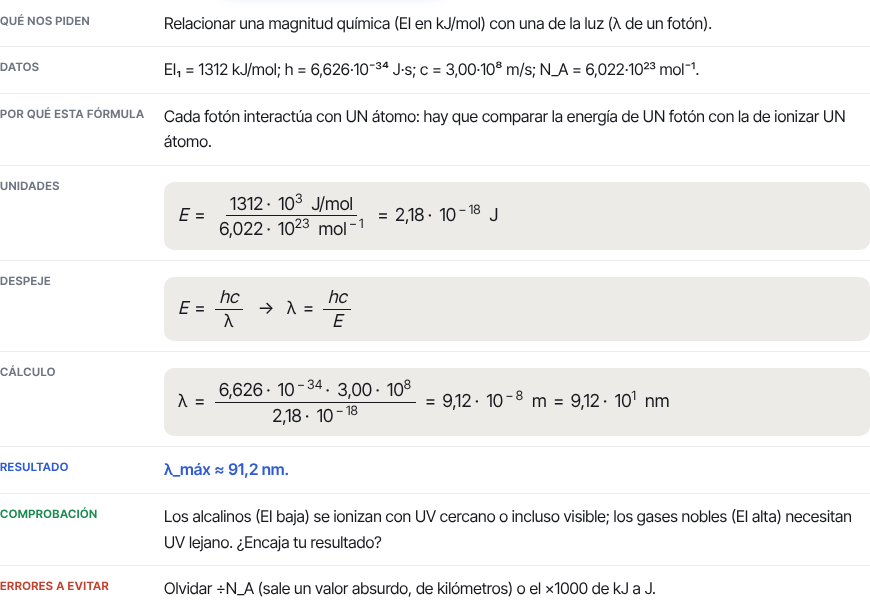 QUÉ NOS PIDEN
Relacionar una magnitud química (EI en kJ/mol) con una de la luz (λ de un fotón).
DATOS
EI₁ = 1312 kJ/mol; h = 6,626·10⁻³⁴ J·s; c = 3,00·10⁸ m/s; N_A = 6,022·10²³ mol⁻¹.
POR QUÉ ESTA FÓRMULA
Cada fotón interactúa con UN átomo: hay que comparar la energía de UN fotón con la de ionizar UN
átomo.
UNIDADES
E = (1312· 10³ J/mol) / (6,022· 10²³ mol⁻¹) = 2,18· 10⁻¹⁸ J
DESPEJE
E = hc / λ → λ = hc / E
CÁLCULO
λ = (6,626· 10⁻³⁴· 3,00· 10⁸) / (2,18· 10⁻¹⁸) = 9,12· 10⁻⁸ m = 9,12· 10¹ nm
RESULTADO
λ_máx ≈ 91,2 nm.
COMPROBACIÓN
Los alcalinos (EI baja) se ionizan con UV cercano o incluso visible; los gases nobles (EI alta) necesitan
UV lejano. ¿Encaja tu resultado?
ERRORES A EVITAR
Olvidar ÷N_A (sale un valor absurdo, de kilómetros) o el ×1000 de kJ a J.